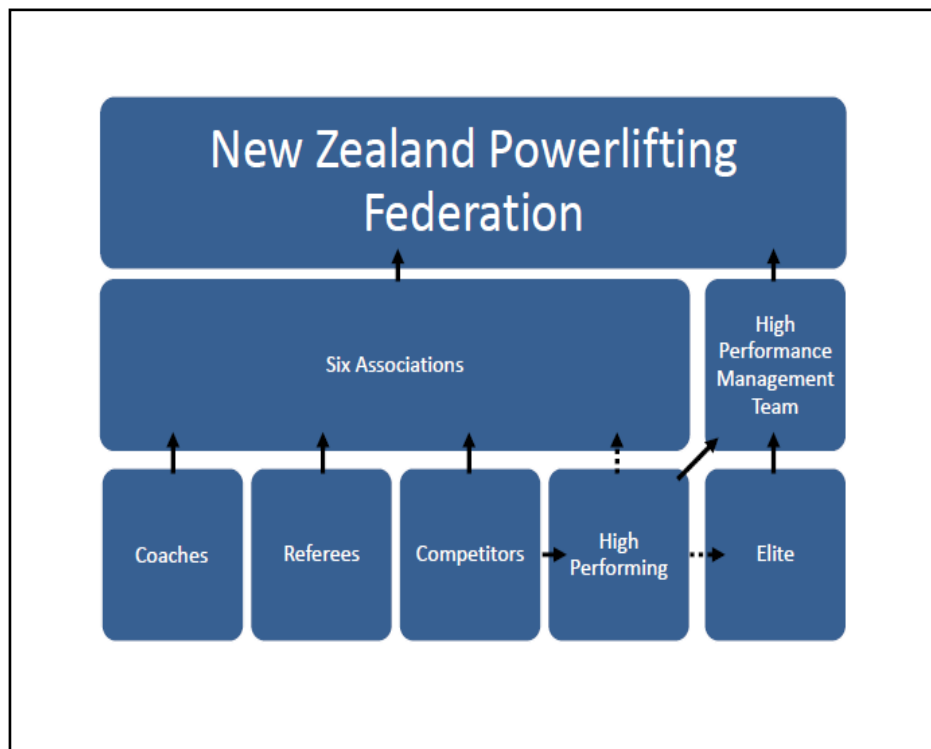 New Zealand Powerlifting
Federation
Six Associations
High
Performance
Management
Team
Coaches
Referees
Competitors
High
Performing
Elite